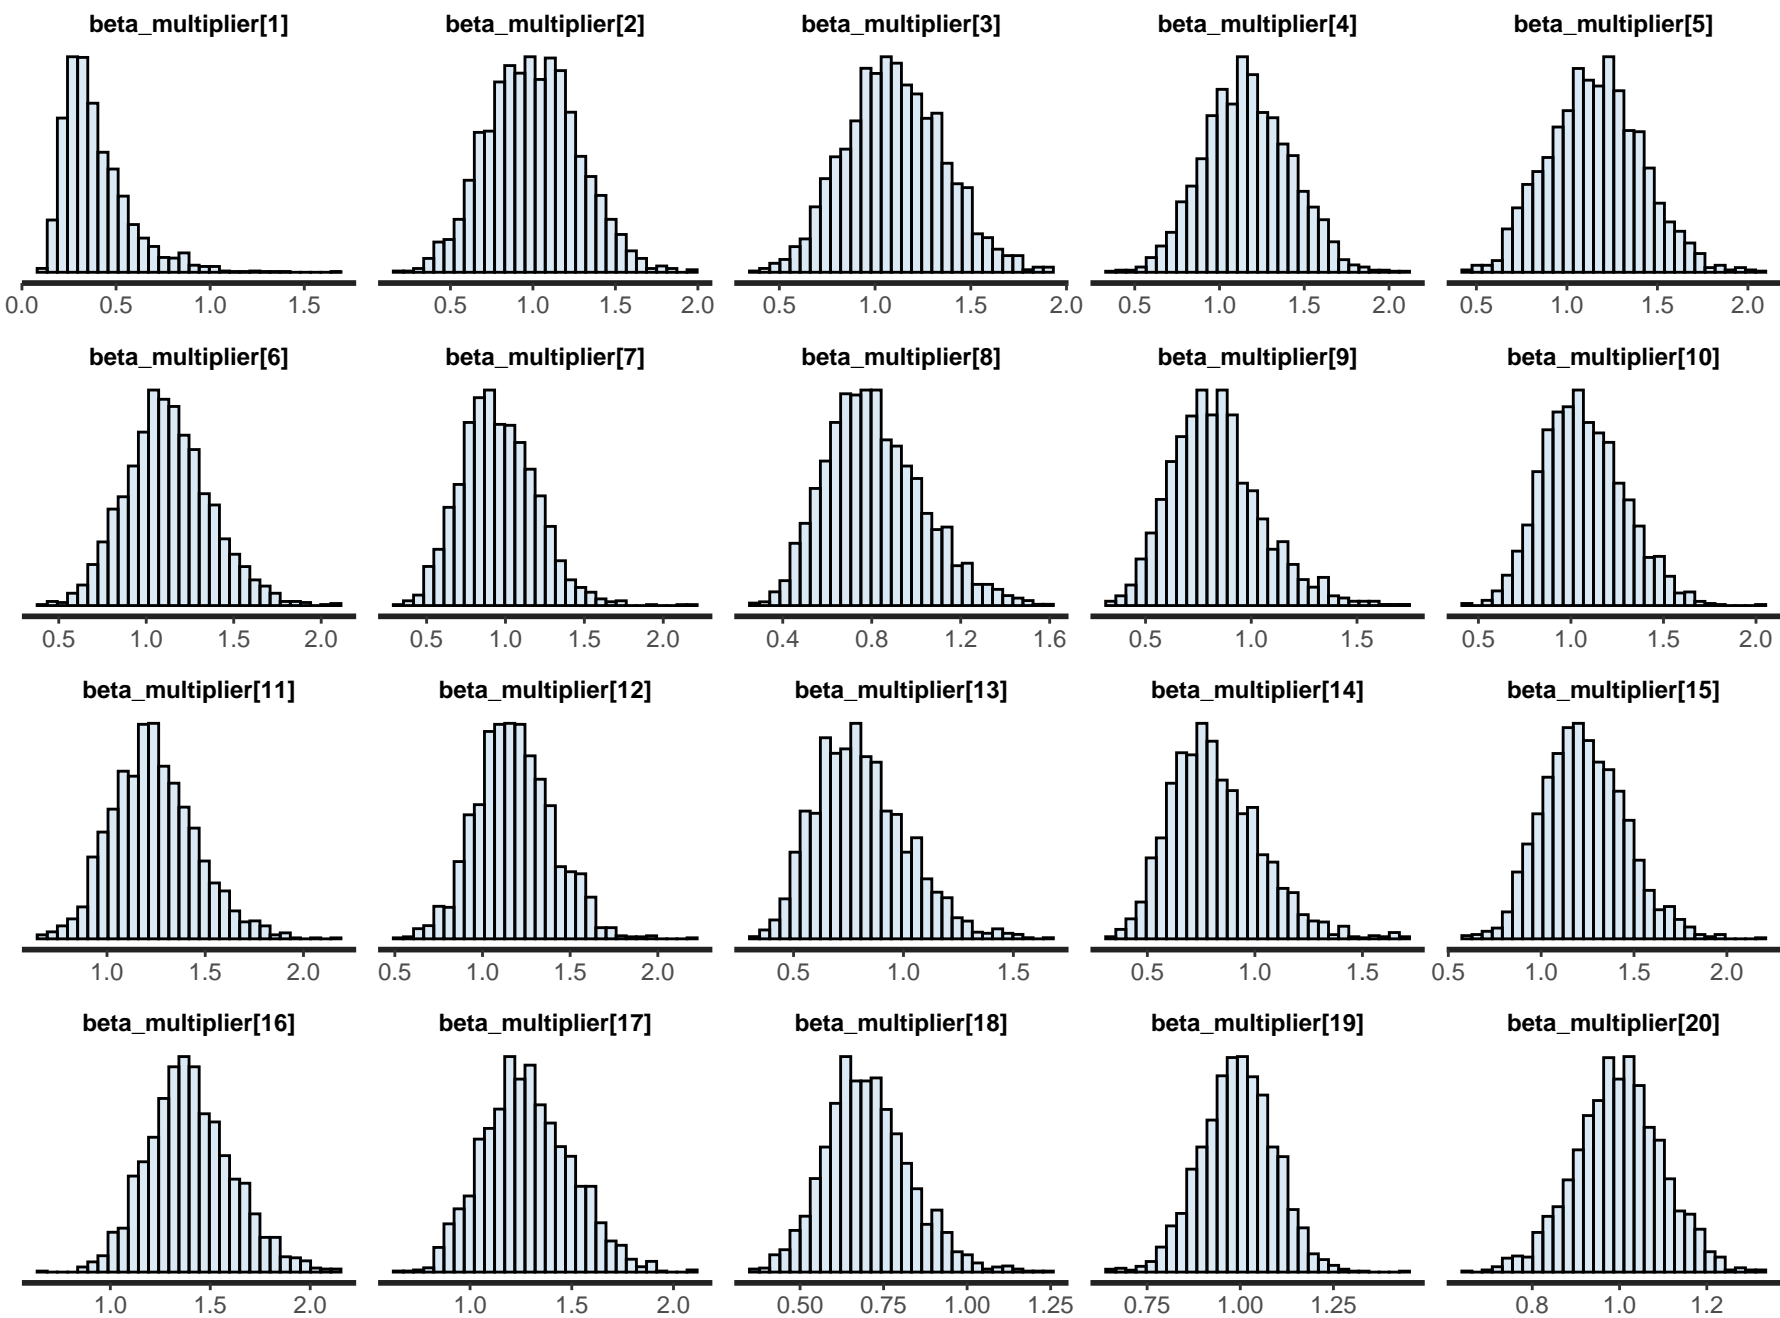 beta_multiplier[1] beta_multiplier[2] beta_multiplier[3] beta_multiplier[4] beta_multiplier[5]
0.0 0.5 1.0 1.5 0.5 1.0 1.5 2.0 0.5 1.0 1.5 2.0 0.5 1.0 1.5 2.0 0.5 1.0 1.5 2.0
beta_multiplier[6] beta_multiplier[7] beta_multiplier[8] beta_multiplier[9] beta_multiplier[10]
0.5 1.0 1.5 2.0 0.5 1.0 1.5 2.0 0.4 0.8 1.2 1.6 0.5 1.0 1.5 0.5 1.0 1.5 2.0
beta_multiplier[11] beta_multiplier[12] beta_multiplier[13] beta_multiplier[14] beta_multiplier[15]
1.0 1.5 2.0 0.5 1.0 1.5 2.0 0.5 1.0 1.5 0.5 1.0 1.5 0.5 1.0 1.5 2.0
beta_multiplier[16] beta_multiplier[17] beta_multiplier[18] beta_multiplier[19] beta_multiplier[20]
1.0 1.5 2.0 1.0 1.5 2.0 0.50 0.75 1.00 1.25 0.75 1.00 1.25 0.8 1.0 1.2